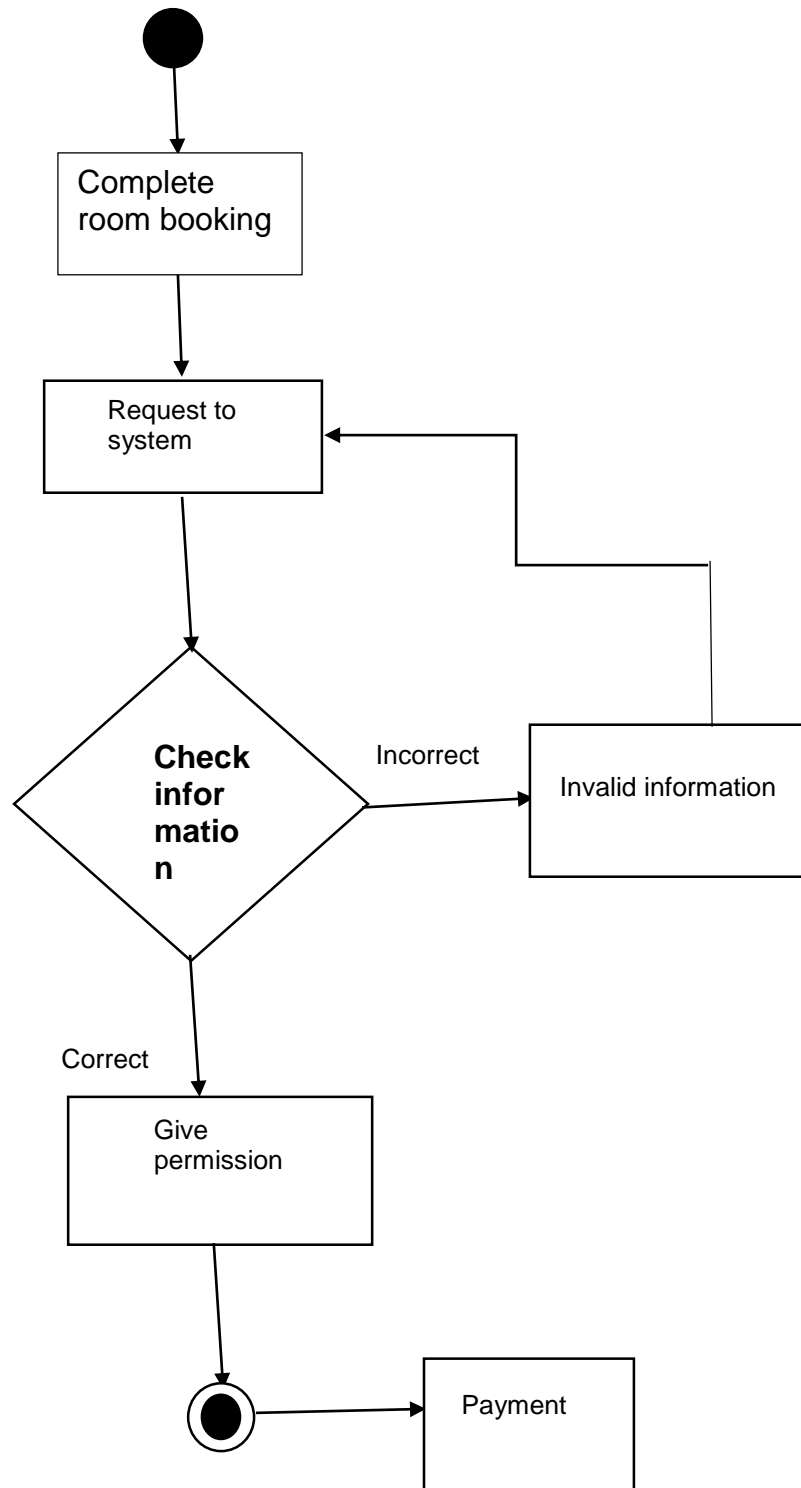 Complete
room booking
Request to
system
Check
infor
matio
n
Incorrect
Invalid information
Correct
Give
permission
Payment